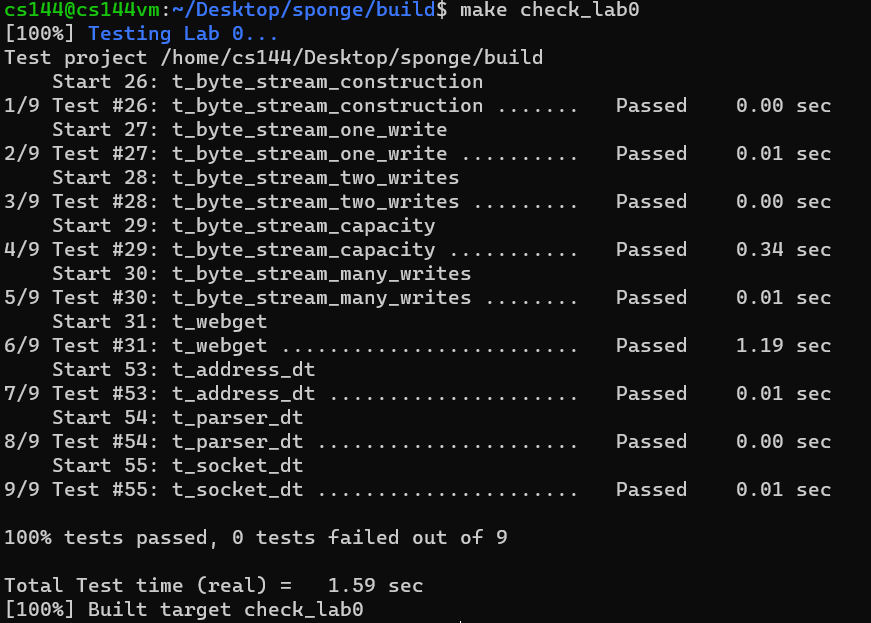 cs144@cs144vm:~/Desktop/sponge/build$ make check_lab0
[100%] Testing Lab 0...
Test project /home/cs144/Desktop/sponge/build
    Start 26: t_byte_stream_construction
1/9 Test #26: t_byte_stream_construction .......   Passed    0.00 sec
    Start 27: t_byte_stream_one_write
2/9 Test #27: t_byte_stream_one_write ..........   Passed    0.01 sec
    Start 28: t_byte_stream_two_writes
3/9 Test #28: t_byte_stream_two_writes .........   Passed    0.00 sec
    Start 29: t_byte_stream_capacity
4/9 Test #29: t_byte_stream_capacity ...........   Passed    0.34 sec
    Start 30: t_byte_stream_many_writes
5/9 Test #30: t_byte_stream_many_writes ........   Passed    0.01 sec
    Start 31: t_webget
6/9 Test #31: t_webget .........................   Passed    1.19 sec
    Start 53: t_address_dt
7/9 Test #53: t_address_dt .....................   Passed    0.01 sec
    Start 54: t_parser_dt
8/9 Test #54: t_parser_dt ......................   Passed    0.00 sec
    Start 55: t_socket_dt
9/9 Test #55: t_socket_dt ......................   Passed    0.01 sec

100% tests passed, 0 tests failed out of 9

Total Test time (real) =   1.59 sec
[100%] Built target check_lab0